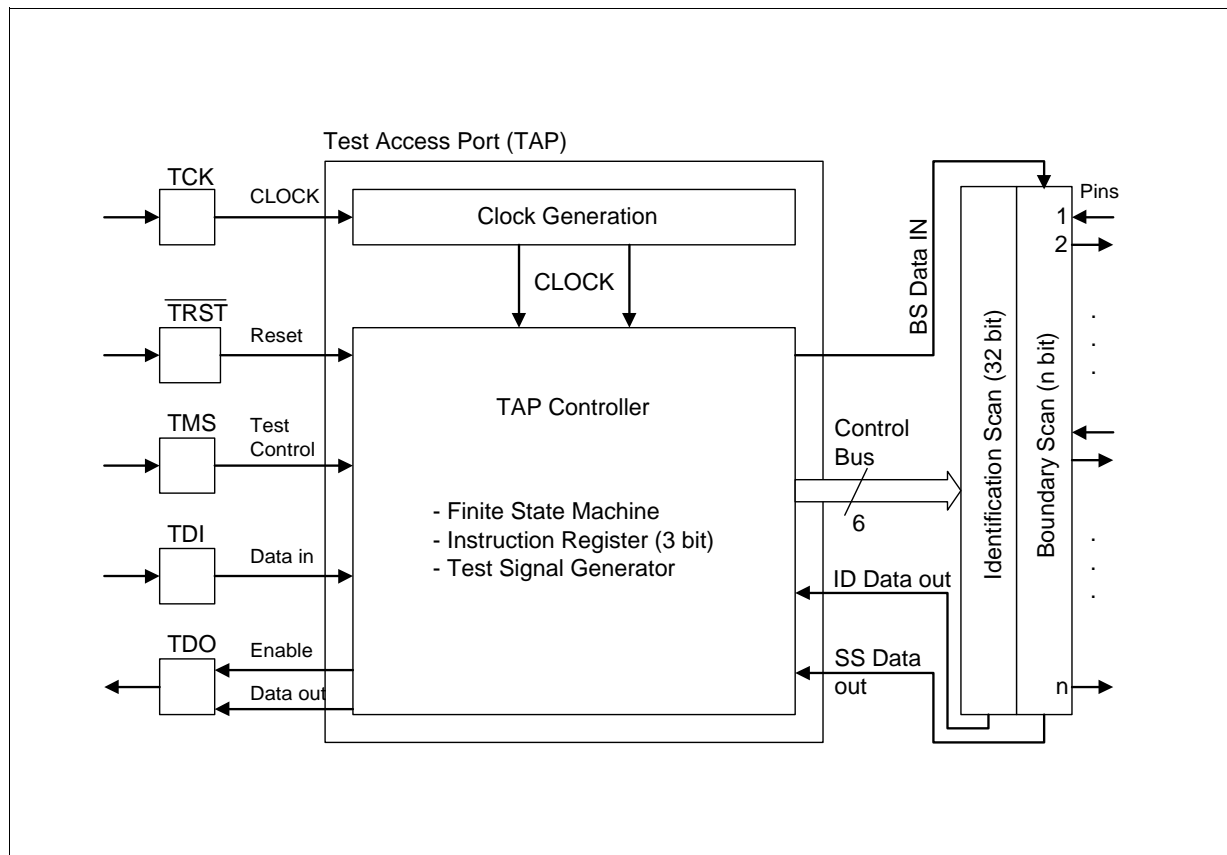 Test Access Port (TAP)
TCK
CLOCK
Clock Generation
CLOCK
TRST
Reset
TMS
Test
Control
TDI
Data in
TDO
Enable
Data out
TAP Controller
- Finite State Machine
- Instruction Register (3 bit)
- Test Signal Generator
BS Data IN
Control
Bus
6
ID Data out
SS Data
out
Identification Scan (32 bit)
Boundary Scan (n bit)
Pins
1
2
.
.
.
.
.
.
n